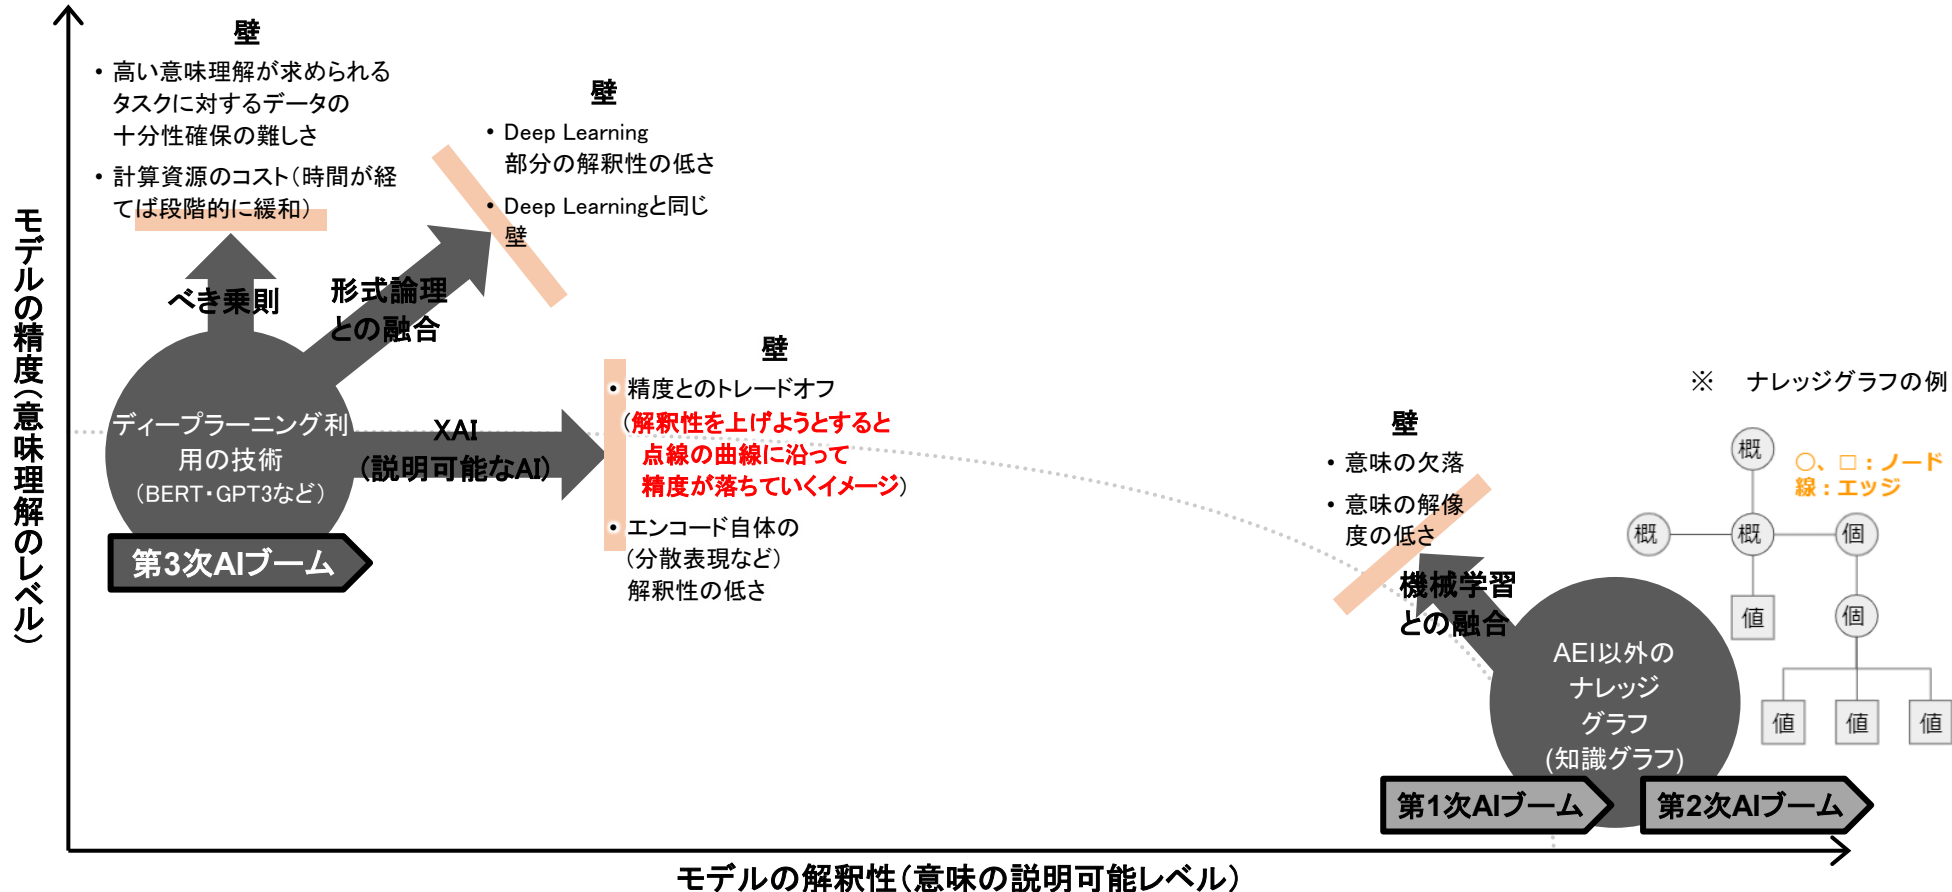 壁
• 高い意味理解が求められる
タスクに対するデータの
十分性確保の難しさ
• 計算資源のコスト（時間が経
てば段階的に緩和）
壁
• Deep Learning
部分の解釈性の低さ
• Deep Learningと同じ
壁
べき乗則
形式論理
との融合
モデルの精度（意味理解のレベル）
ディープラーニング利
用の技術
（BERT・GPT3など）
第3次AIブーム
XAI
（説明可能なAI）
壁
• 精度とのトレードオフ
（解釈性を上げようとすると
点線の曲線に沿って
精度が落ちていくイメージ）
• エンコード自体の
（分散表現など）
解釈性の低さ
壁
• 意味の欠落
• 意味の解像
度の低さ
機械学習
との融合
AEI以外の
ナレッジ
グラフ
(知識グラフ)
第1次AIブーム
第2次AIブーム
※　ナレッジグラフの例
〇、□：ノード
線：エッジ
概
概
概
個
値
個
値
値
値
モデルの解釈性（意味の説明可能レベル）